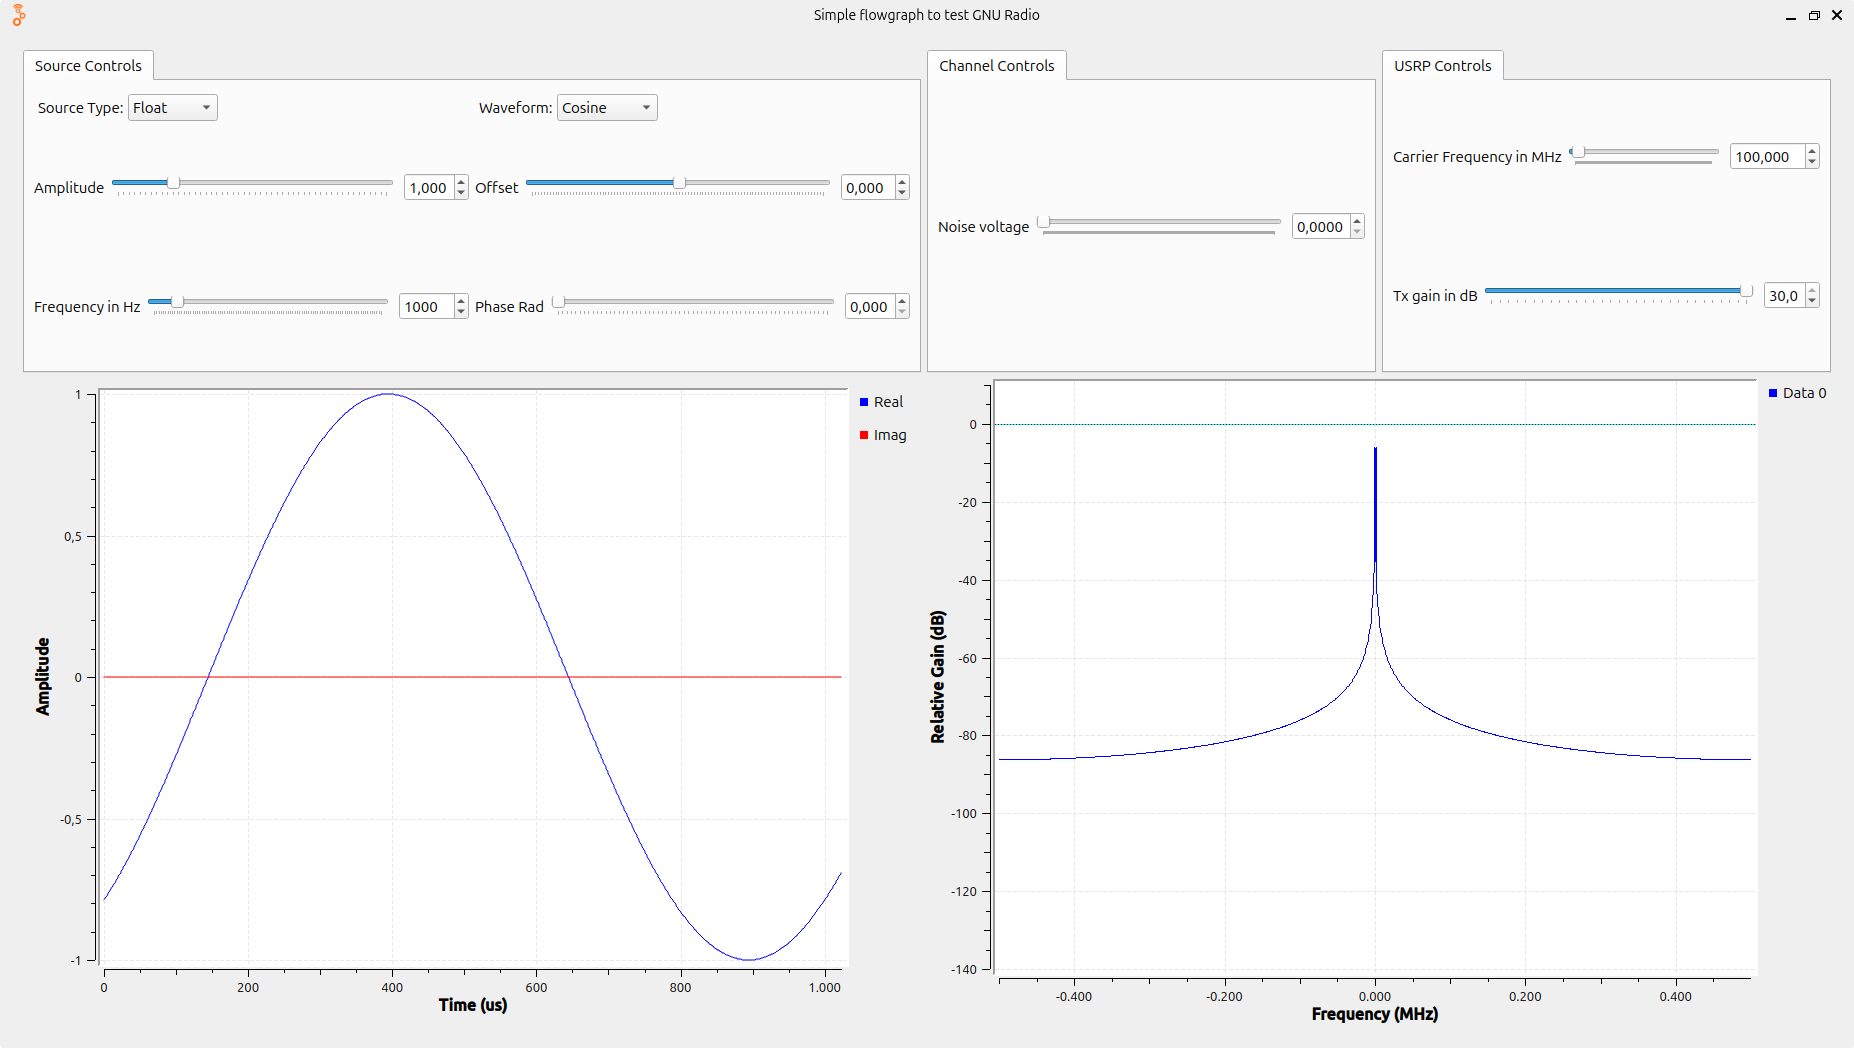 Simple flowgraph to test GNU Radio
Source Controls
Source Type: Float
Waveform: Cosine
Amplitude 1,000
Offset 0,000
Frequency in Hz 1000
Phase Rad 0,000
Channel Controls
Noise voltage 0,0000
USRP Controls
Carrier Frequency in MHz 100,000
Tx gain in dB 30,0
1
0,5
0
-0,5
-1
Amplitude
0 200 400 600 800 1.000
Time (us)
Real
Imag
0
-20
-40
-60
-80
-100
-120
-140
Relative Gain (dB)
-0.400 -0.200 0.000 0.200 0.400
Frequency (MHz)
Data 0